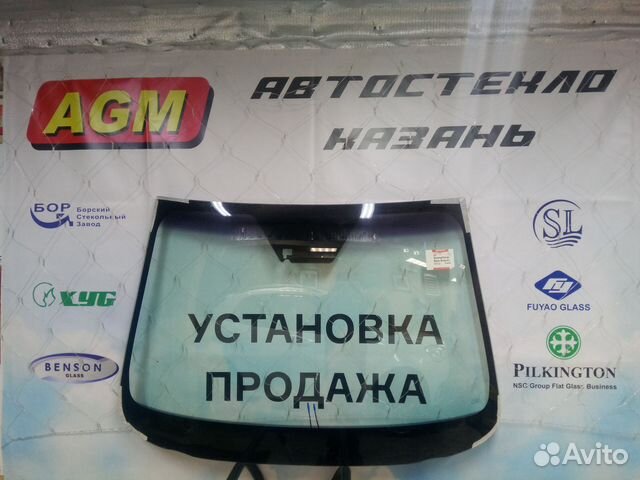 AGM
АВТОСТЕКЛО
КАЗАНЬ
БОР
Борский
Стекольный
Завод
SL
XYG
FUYAO GLASS
BENSON
GLASS
PILKINGTON
NSG Group Flat Glass Business
УСТАНОВКА
ПРОДАЖА
Avito